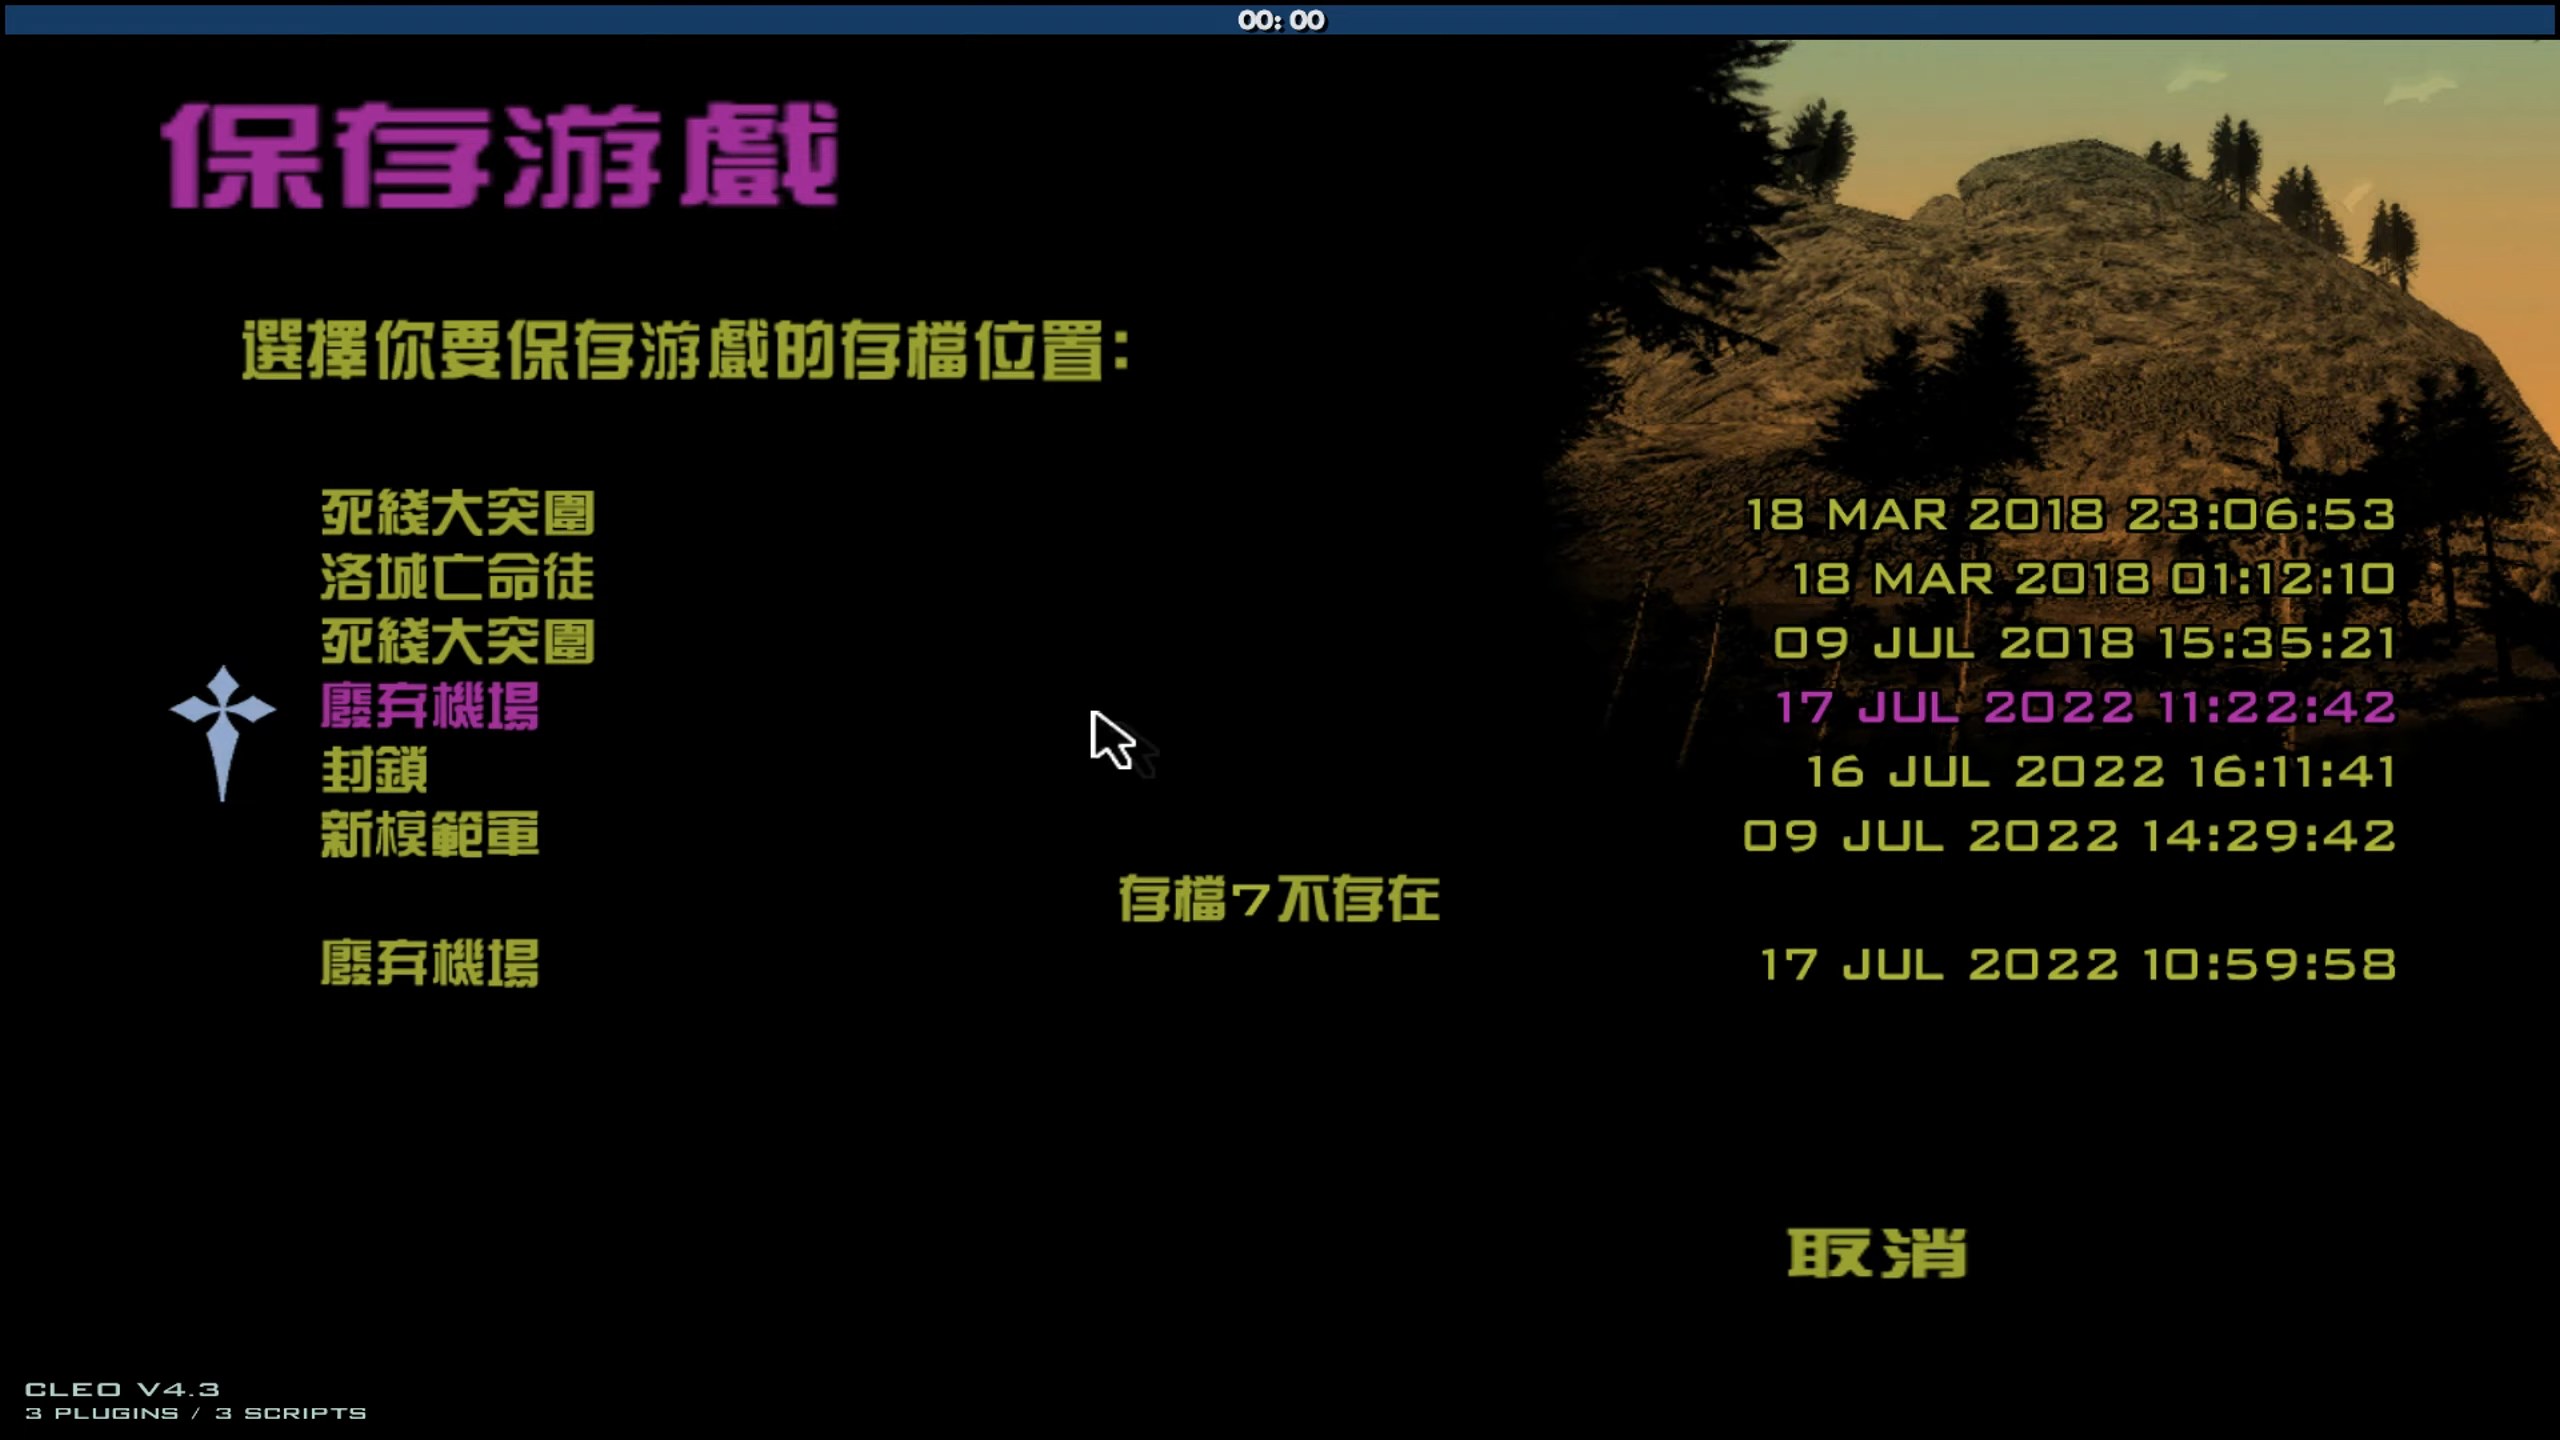 00: 00
保存游戲
選擇你要保存游戲的存檔位置:
死綫大突圍 18 MAR 2018 23:06:53
洛城亡命徒 18 MAR 2018 01:12:10
死綫大突圍 09 JUL 2018 15:35:21
廢弃機場 17 JUL 2022 11:22:42
封鎖 16 JUL 2022 16:11:41
新模範軍 09 JUL 2022 14:29:42
存檔7不存在
廢弃機場 17 JUL 2022 10:59:58
取消
CLEO V4.3
3 PLUGINS / 3 SCRIPTS